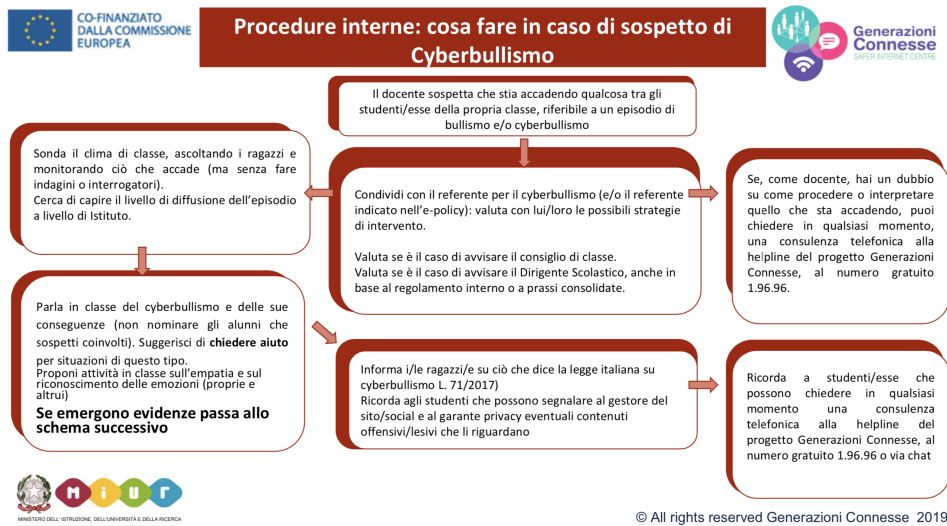 CO-FINANZIATO
DALLA COMMISSIONE
EUROPEA
Procedure interne: cosa fare in caso di sospetto di
Cyberbullismo
Generazioni
Connesse
SAFER INTERNET CENTRE
Il docente sospetta che stia accadendo qualcosa tra gli
studenti/esse della propria classe, riferibile a un episodio di
bullismo e/o cyberbullismo
Sonda il clima di classe, ascoltando i ragazzi e
monitorando ciò che accade (ma senza fare
indagini o interrogatori).
Cerca di capire il livello di diffusione dell'episodio
a livello di Istituto.
Condividi con il referente per il cyberbullismo (e/o il referente
indicato nell'e-policy): valuta con lui/loro le possibili strategie
di intervento.
Valuta se è il caso di avvisare il consiglio di classe.
Valuta se è il caso di avvisare il Dirigente Scolastico, anche in
base al regolamento interno o a prassi consolidate.
Se, come docente, hai un dubbio
su come procedere o interpretare
quello che sta accadendo, puoi
chiedere in qualsiasi momento,
una consulenza telefonica alla
helpline del progetto Generazioni
Connesse, al numero gratuito
1.96.96.
Parla in classe del cyberbullismo e delle sue
conseguenze (non nominare gli alunni che
sospetti coinvolti). Suggerisci di chiedere aiuto
per situazioni di questo tipo.
Proponi attività in classe sull'empatia e sul
riconoscimento delle emozioni (proprie e
altrui)
Se emergono evidenze passa allo
schema successivo
Informa i/le ragazzi/e su ciò che dice la legge italiana su
cyberbullismo L. 71/2017)
Ricorda agli studenti che possono segnalare al gestore del
sito/social e al garante privacy eventuali contenuti
offensivi/lesivi che li riguardano
Ricorda a studenti/esse che
possono chiedere in qualsiasi
momento una consulenza
telefonica alla helpline del
progetto Generazioni Connesse, al
numero gratuito 1.96.96 o via chat
MIUR
MINISTERO DELL' ISTRUZIONE, DELL'UNIVERSITÀ E DELLA RICERCA
© All rights reserved Generazioni Connesse 2019